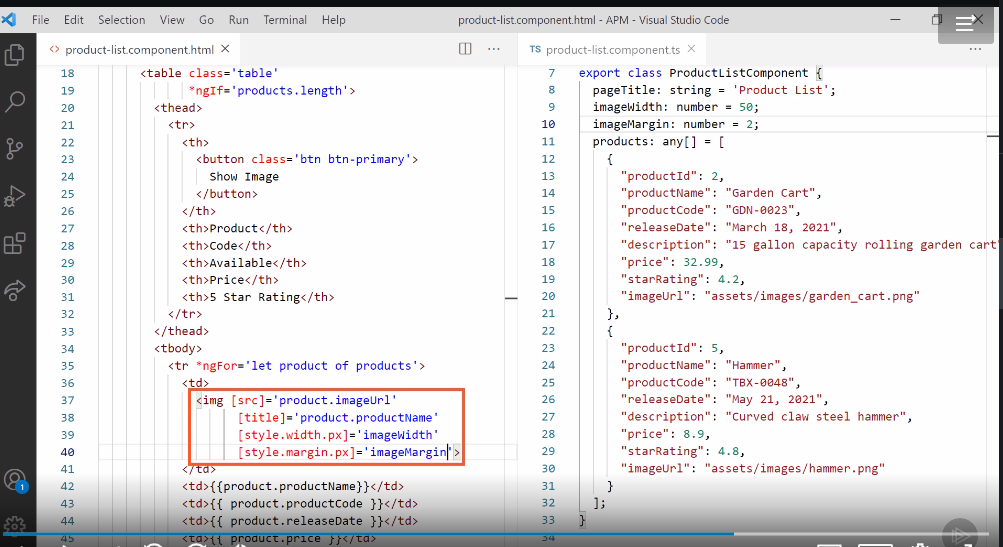 File Edit Selection View Go Run Terminal Help product-list.component.html - APM - Visual Studio Code
<> product-list.component.html × ···
TS product-list.component.ts × ···
18 <table class='table'
19 *ngIf='products.length'>
20 <thead>
21 <tr>
22 <th>
23 <button class='btn btn-primary'>
24 Show Image
25 </button>
26 </th>
27 <th>Product</th>
28 <th>Code</th>
29 <th>Available</th>
30 <th>Price</th>
31 <th>5 Star Rating</th>
32 </tr>
33 </thead>
34 <tbody>
35 <tr *ngFor='let product of products'>
36 <td>
37 <img [src]='product.imageUrl'
38 [title]='product.productName'
39 [style.width.px]='imageWidth'
40 [style.margin.px]='imageMargin'>
41 </td>
42 <td>{{product.productName}}</td>
43 <td>{{ product.productCode }}</td>
44 <td>{{ product.releaseDate }}</td>
45 <td>{{ product.price }}</td>
7 export class ProductListComponent {
8 pageTitle: string = 'Product List';
9 imageWidth: number = 50;
10 imageMargin: number = 2;
11 products: any[] = [
12 {
13 "productId": 2,
14 "productName": "Garden Cart",
15 "productCode": "GDN-0023",
16 "releaseDate": "March 18, 2021",
17 "description": "15 gallon capacity rolling garden cart"
18 "price": 32.99,
19 "starRating": 4.2,
20 "imageUrl": "assets/images/garden_cart.png"
21 },
22 {
23 "productId": 5,
24 "productName": "Hammer",
25 "productCode": "TBX-0048",
26 "releaseDate": "May 21, 2021",
27 "description": "Curved claw steel hammer",
28 "price": 8.9,
29 "starRating": 4.8,
30 "imageUrl": "assets/images/hammer.png"
31 }
32 ];
33 }
34
1